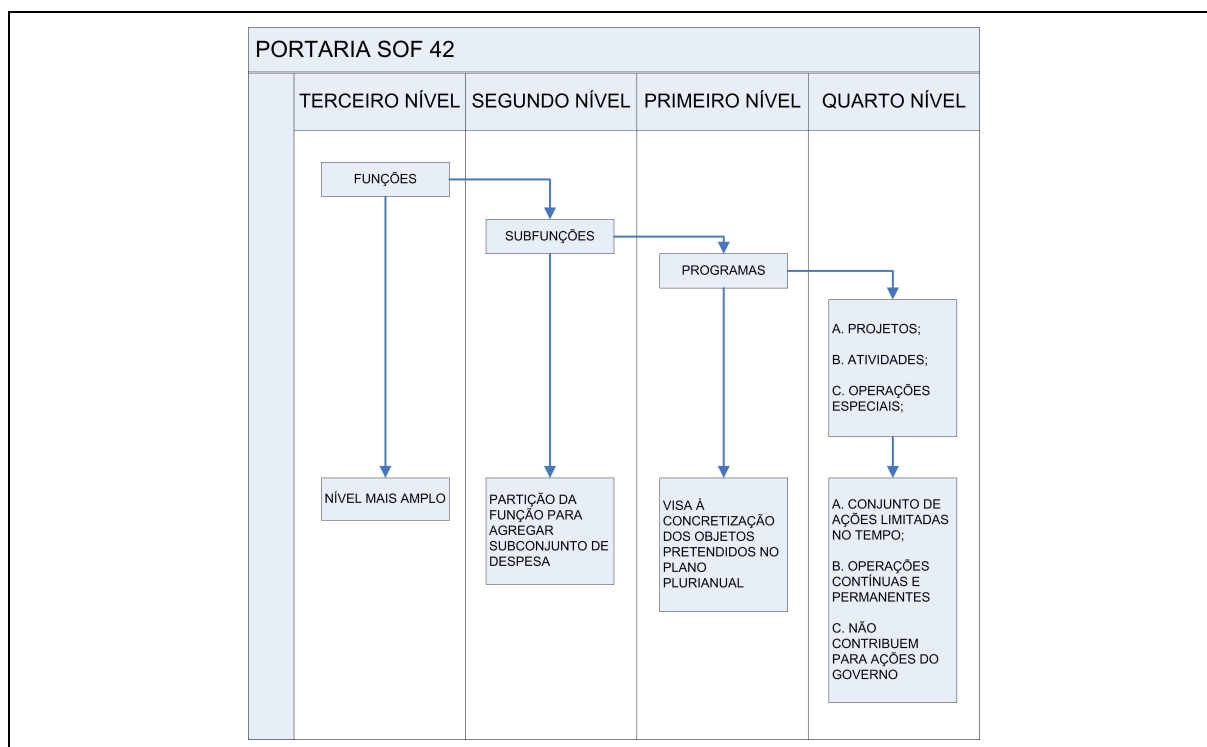 PORTARIA SOF 42
TERCEIRO NÍVEL
SEGUNDO NÍVEL
PRIMEIRO NÍVEL
QUARTO NÍVEL
FUNÇÕES
SUBFUNÇÕES
PROGRAMAS
A. PROJETOS;
B. ATIVIDADES;
C. OPERAÇÕES
ESPECIAIS;
NÍVEL MAIS AMPLO
PARTIÇÃO DA
FUNÇÃO PARA
AGREGAR
SUBCONJUNTO DE
DESPESA
VISA À
CONCRETIZAÇÃO
DOS OBJETOS
PRETENDIDOS NO
PLANO
PLURIANUAL
A. CONJUNTO DE
AÇÕES LIMITADAS
NO TEMPO;
B. OPERAÇÕES
CONTÍNUAS E
PERMANENTES
C. NÃO
CONTRIBUEM
PARA AÇÕES DO
GOVERNO